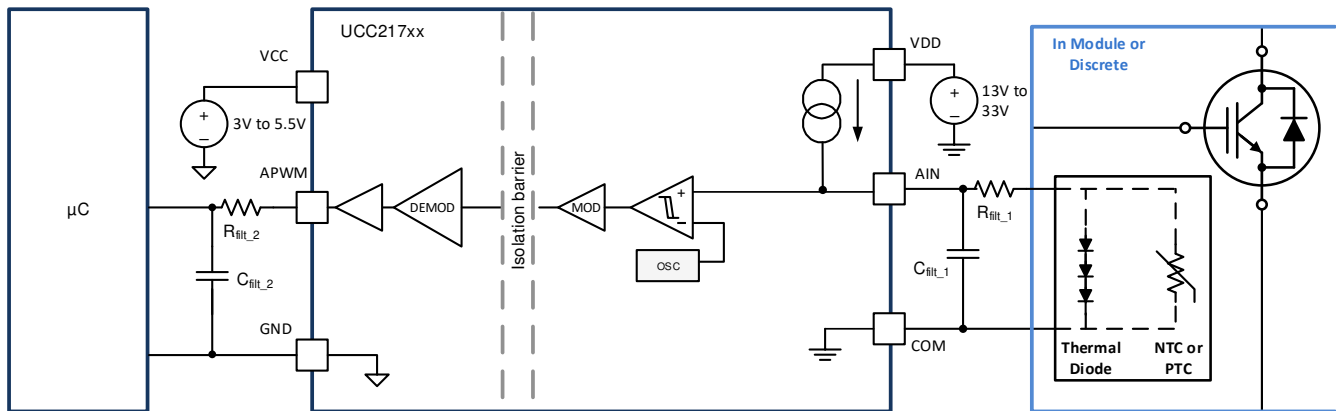 UCC217xx
VCC
VDD
In Module or
Discrete
3V to 5.5V
13V to
33V
APWM
AIN
µC
DEMOD
Isolation barrier
MOD
+
−
OSC
Rfilt_2
Rfilt_1
Cfilt_2
Cfilt_1
GND
COM
Thermal
Diode
NTC or
PTC